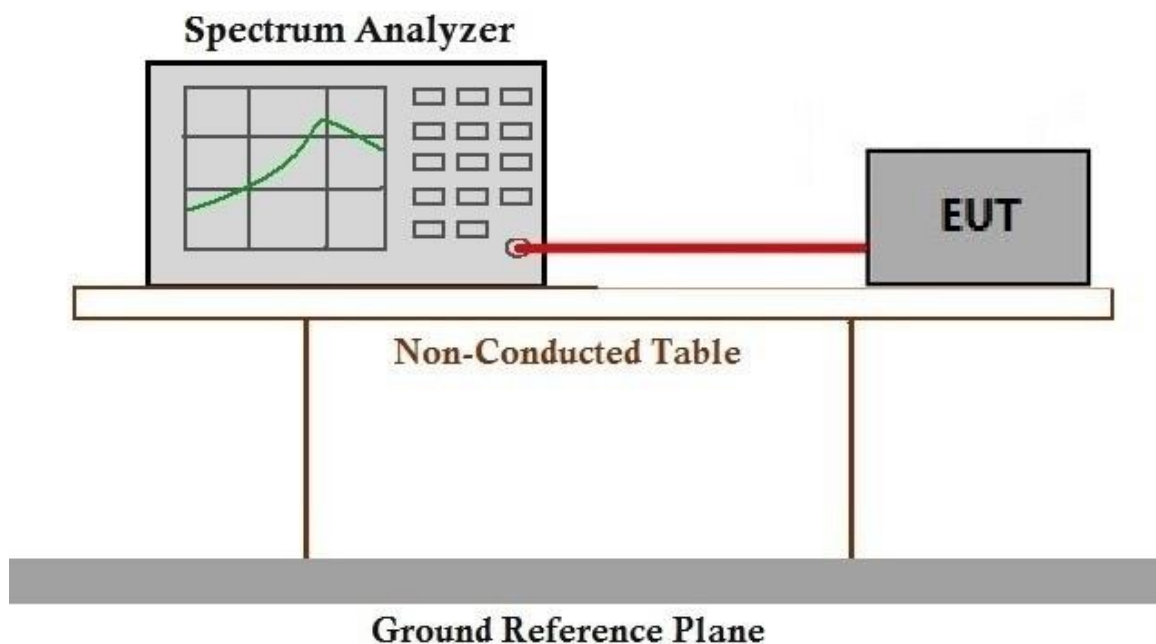 Spectrum Analyzer
EUT
Non-Conducted Table
Ground Reference Plane